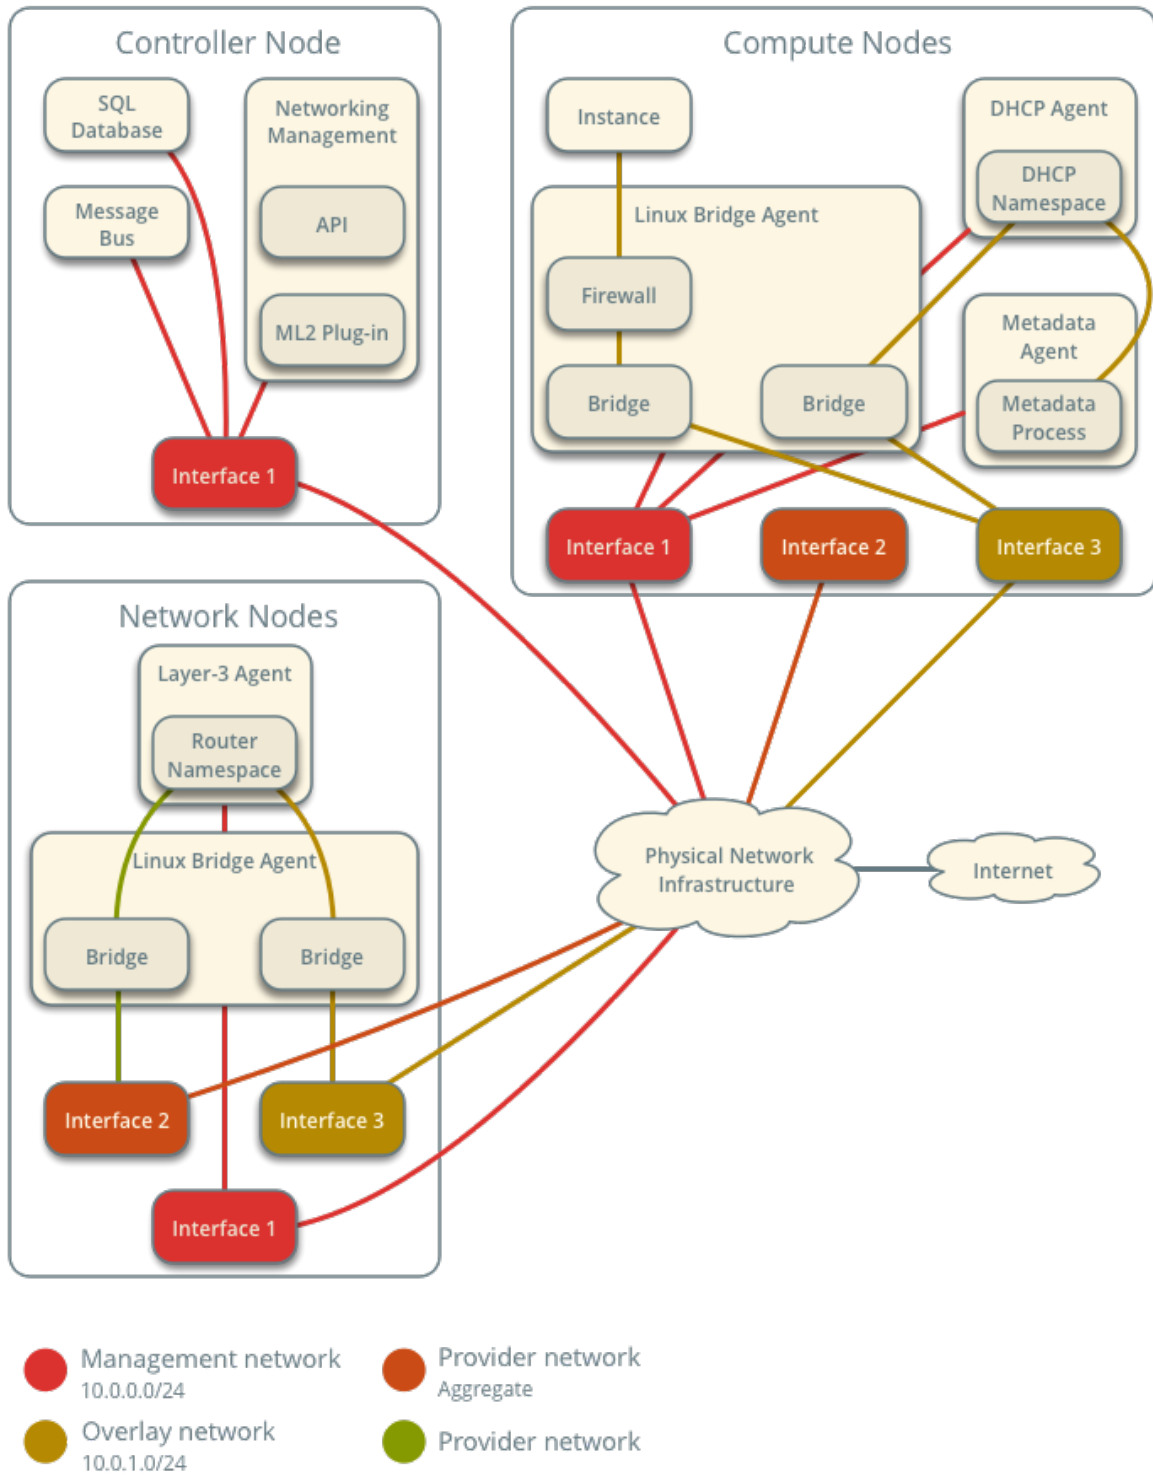 Controller Node
SQL
Database
Networking
Management
Message
Bus
API
ML2 Plug-in
Interface 1
Compute Nodes
Instance
DHCP Agent
DHCP
Namespace
Linux Bridge Agent
Firewall
Metadata
Agent
Bridge
Bridge
Metadata
Process
Interface 1
Interface 2
Interface 3
Network Nodes
Layer-3 Agent
Router
Namespace
Linux Bridge Agent
Bridge
Bridge
Interface 2
Interface 3
Interface 1
Physical Network
Infrastructure
Internet
Management network
10.0.0.0/24
Provider network
Aggregate
Overlay network
10.0.1.0/24
Provider network